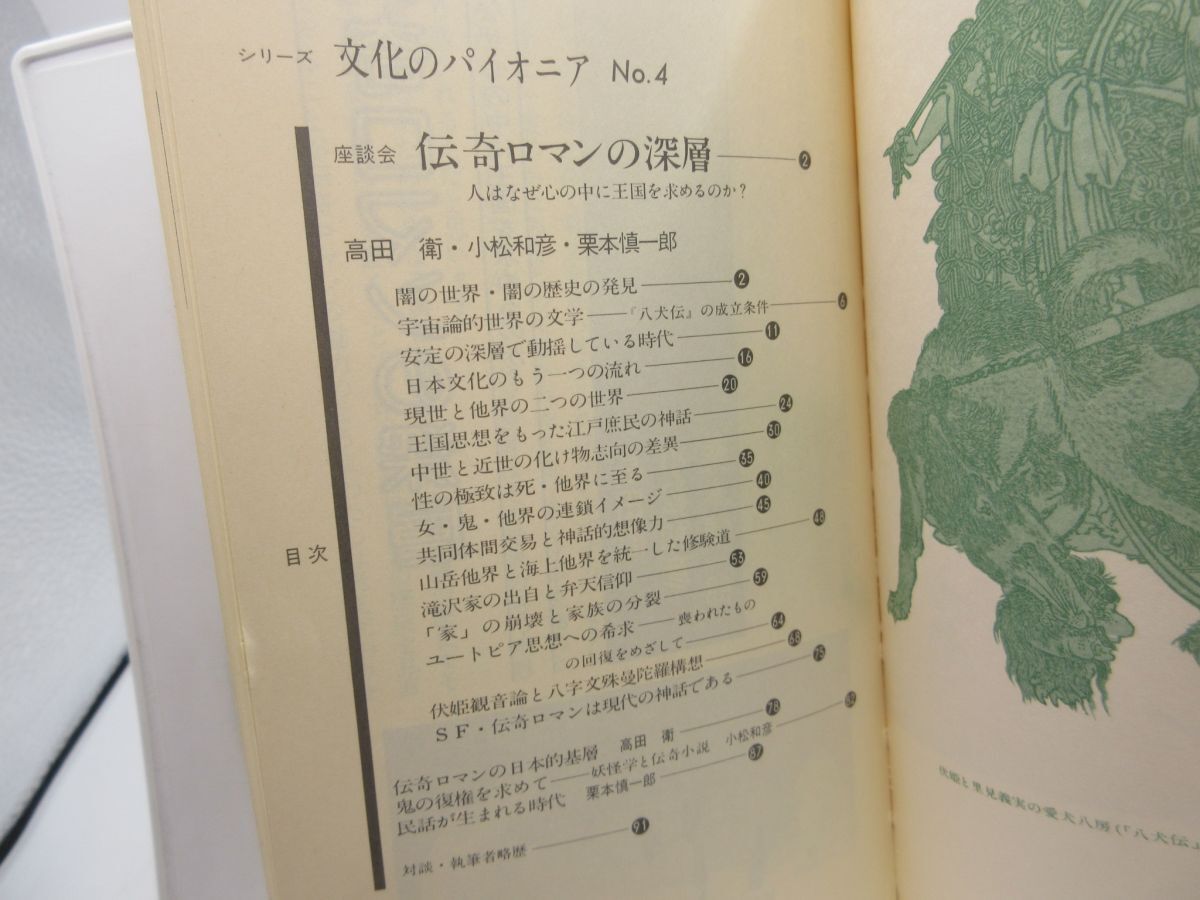 シリーズ 文化のパイオニア No.4
座談会 伝奇ロマンの深層 ── 2
人はなぜ心の中に王国を求めるのか？
高田 衛・小松和彦・栗本慎一郎
闇の世界・闇の歴史の発見 ── 2
宇宙論的世界の文学──『八犬伝』の成立条件 ── 6
安定の深層で動揺している時代 ── 11
日本文化のもう一つの流れ ── 16
現世と他界の二つの世界 ── 20
王国思想をもった江戸庶民の神話 ── 24
中世と近世の化け物志向の差異 ── 30
性の極致は死・他界に至る ── 35
女・鬼・他界の連鎖イメージ ── 40
共同体間交易と神話的想像力 ── 45
山岳他界と海上他界を統一した修験道 ── 48
滝沢家の出自と弁天信仰 ── 53
「家」の崩壊と家族の分裂 ── 59
ユートピア思想への希求──喪われたもの
の回復をめざして ── 64
伏姫観音論と八字文殊曼陀羅構想 ── 68
ＳＦ・伝奇ロマンは現代の神話である ── 75
伝奇ロマンの日本的基層 高田 衛 ── 78
鬼の復権を求めて──妖怪学と伝奇小説 小松和彦 ── 82
民話が生まれる時代 栗本慎一郎 ── 87
対談・執筆者略歴 ── 91
目次
伏姫と里見義実の愛犬八房（『八犬伝』